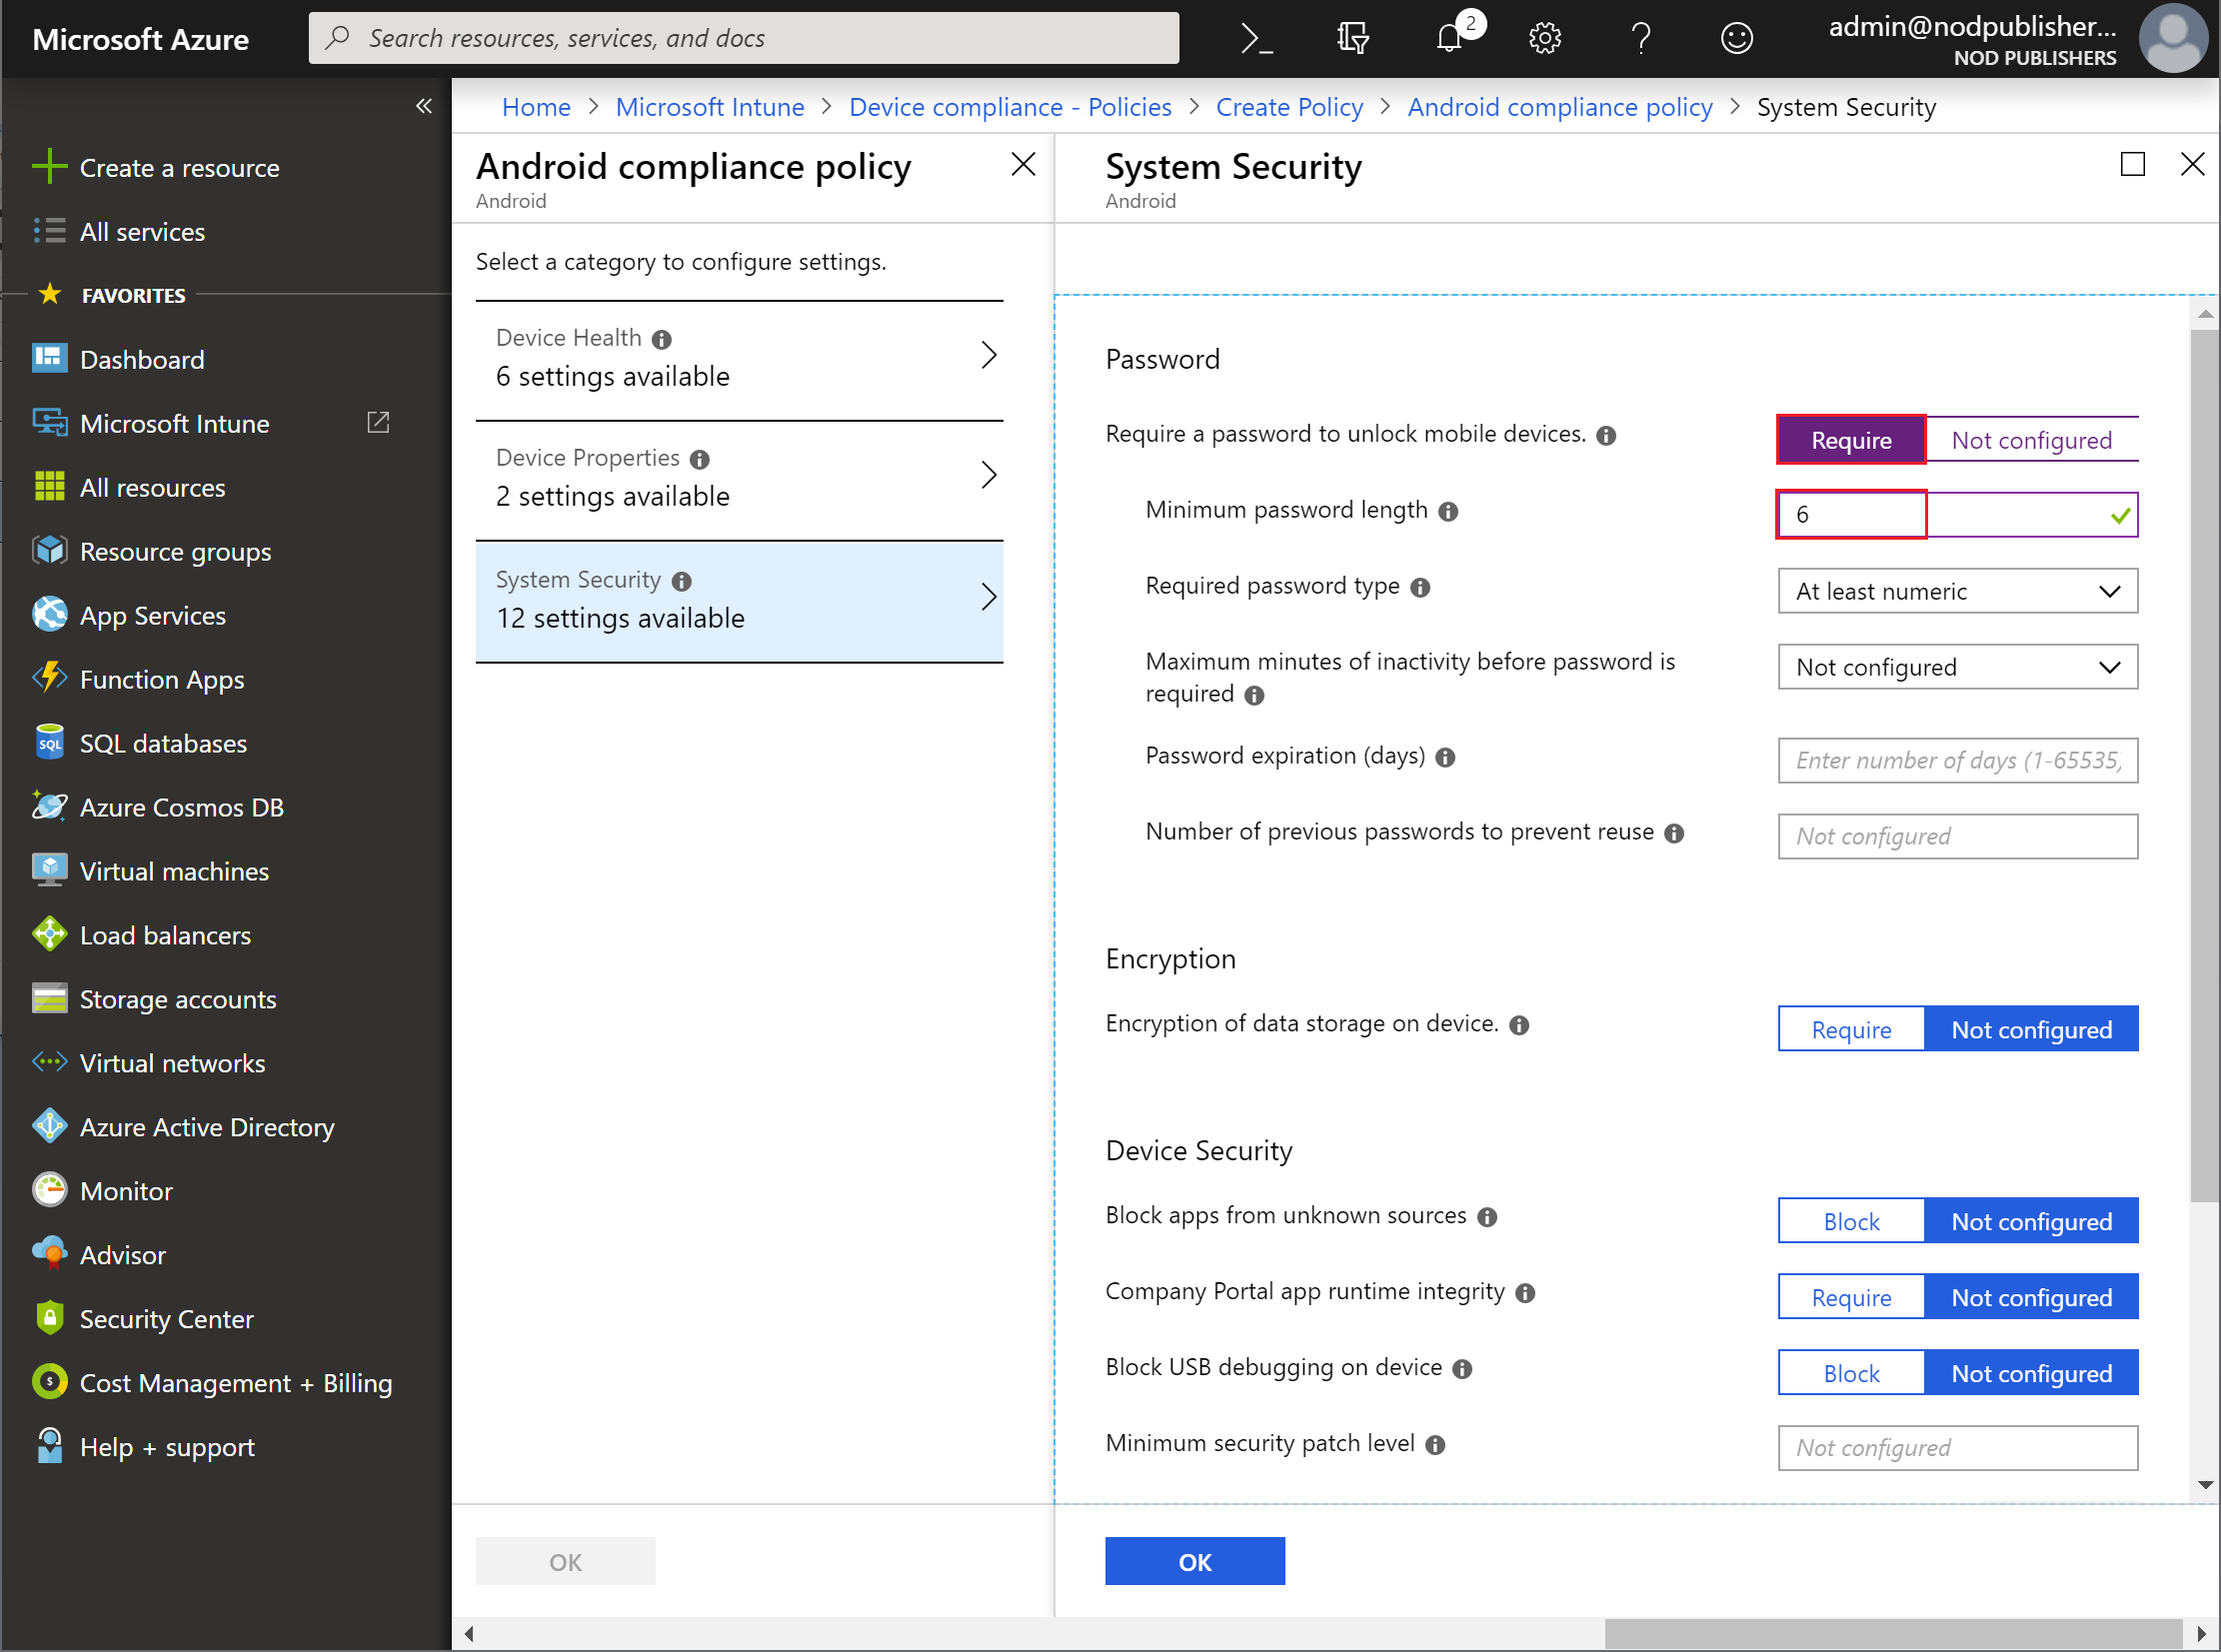 Microsoft Azure
Search resources, services, and docs
2
admin@nodpublisher...
NOD PUBLISHERS
Home > Microsoft Intune > Device compliance - Policies > Create Policy > Android compliance policy > System Security
Create a resource
All services
FAVORITES
Dashboard
Microsoft Intune
All resources
Resource groups
App Services
Function Apps
SQL
SQL databases
Azure Cosmos DB
Virtual machines
Load balancers
Storage accounts
Virtual networks
Azure Active Directory
Monitor
Advisor
Security Center
Cost Management + Billing
Help + support
Android compliance policy
Android
Select a category to configure settings.
Device Health
6 settings available
Device Properties
2 settings available
System Security
12 settings available
OK
System Security
Android
Password
Require a password to unlock mobile devices.
Require Not configured
Minimum password length
6
Required password type
At least numeric
Maximum minutes of inactivity before password is
required
Not configured
Password expiration (days)
Enter number of days (1-65535)
Number of previous passwords to prevent reuse
Not configured
Encryption
Encryption of data storage on device.
Require Not configured
Device Security
Block apps from unknown sources
Block Not configured
Company Portal app runtime integrity
Require Not configured
Block USB debugging on device
Block Not configured
Minimum security patch level
Not configured
OK